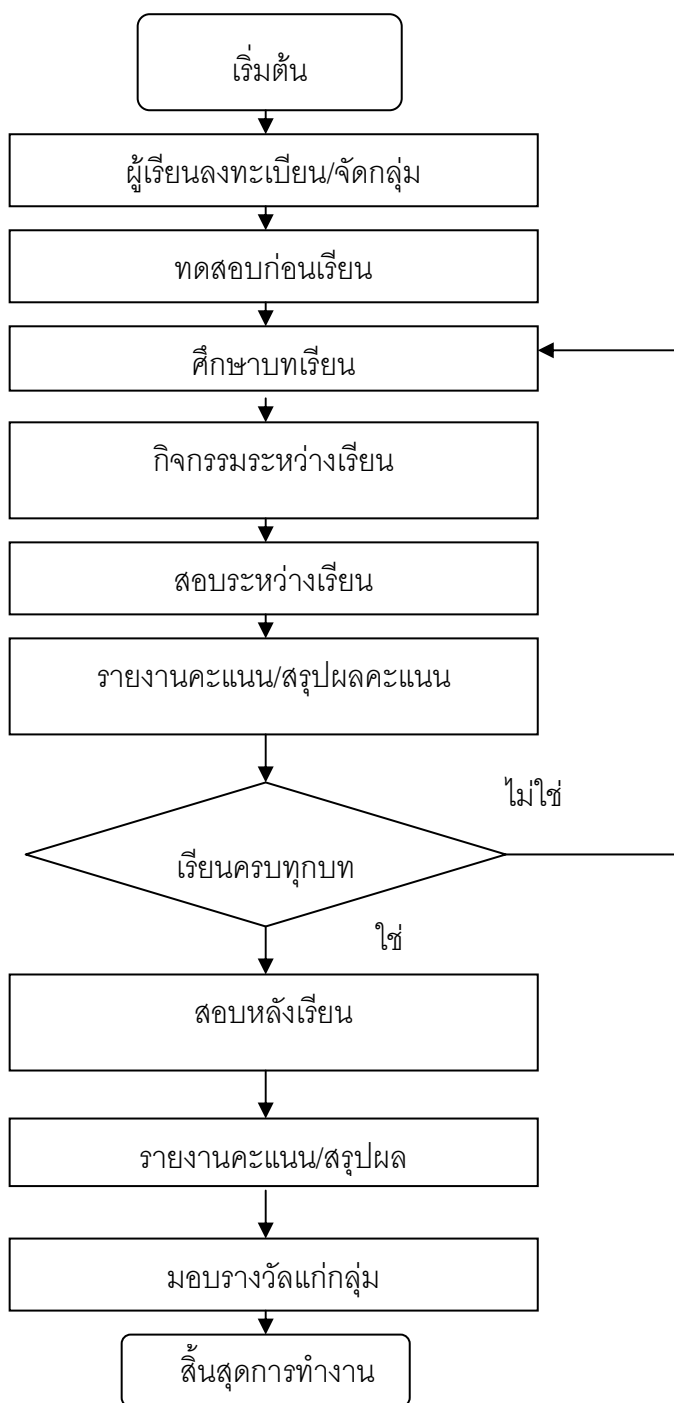 เริ่มต้น
ผู้เรียนลงทะเบียน/จัดกลุ่ม
ทดสอบก่อนเรียน
ศึกษาบทเรียน
กิจกรรมระหว่างเรียน
สอบระหว่างเรียน
รายงานคะแนน/สรุปผลคะแนน
ไม่ใช่
เรียนครบทุกบท
ใช่
สอบหลังเรียน
รายงานคะแนน/สรุปผล
มอบรางวัลแก่กลุ่ม
สิ้นสุดการทำงาน